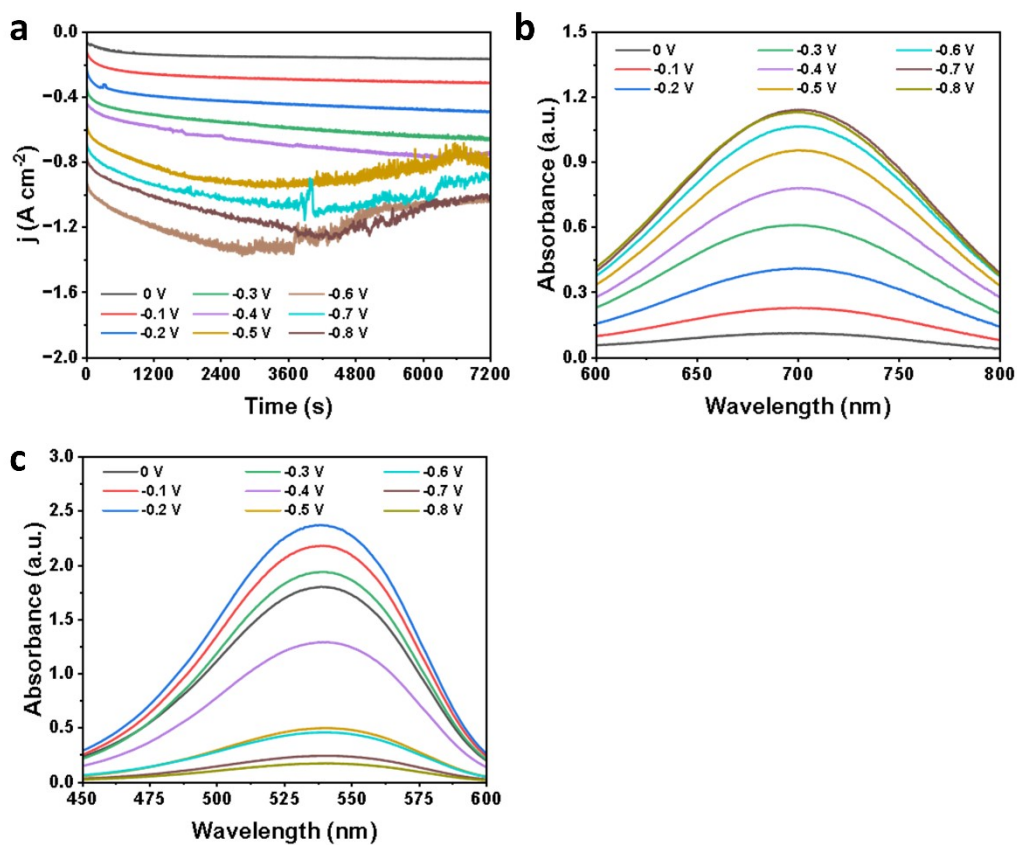 a
j (A cm⁻²)
0.0
−0.4
−0.8
−1.2
−1.6
−2.0
0 V -0.3 V -0.6 V
-0.1 V -0.4 V -0.7 V
-0.2 V -0.5 V -0.8 V
0 1200 2400 3600 4800 6000 7200
Time (s)
b
Absorbance (a.u.)
1.5
1.2
0.9
0.6
0.3
0.0
0 V -0.3 V -0.6 V
-0.1 V -0.4 V -0.7 V
-0.2 V -0.5 V -0.8 V
600 650 700 750 800
Wavelength (nm)
c
Absorbance (a.u.)
3.0
2.5
2.0
1.5
1.0
0.5
0.0
0 V -0.3 V -0.6 V
-0.1 V -0.4 V -0.7 V
-0.2 V -0.5 V -0.8 V
450 475 500 525 550 575 600
Wavelength (nm)